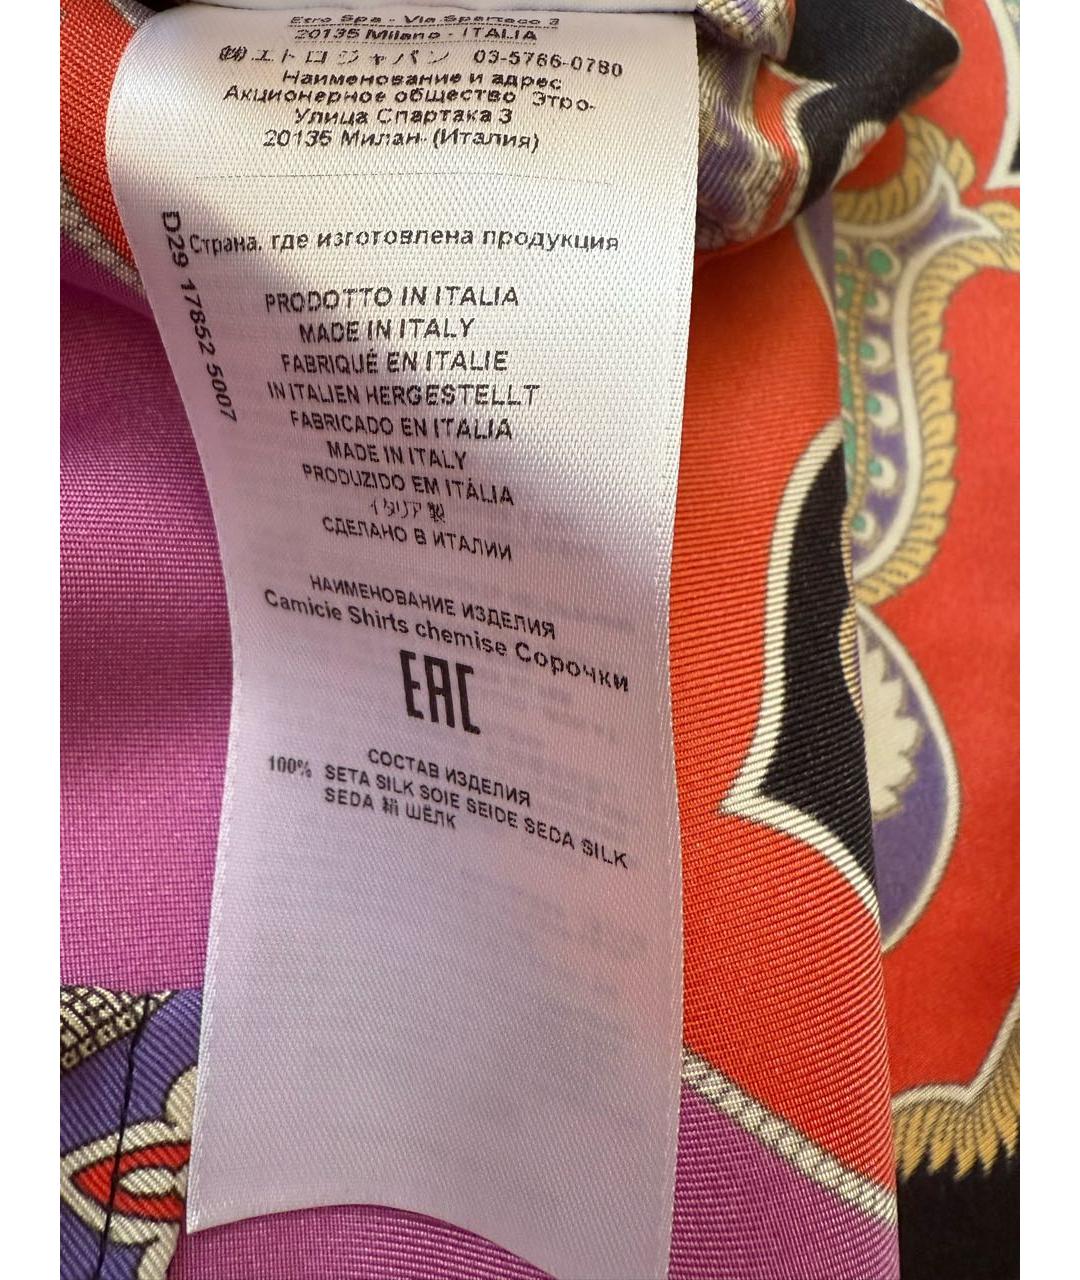 Etro Spa - Via Spartaco 3
20135 Milano - ITALIA
㈱エトロジャパン 03-5766-0780
Наименование и адрес
Акционерное общество Этро.
Улица Спартака 3
20135 Милан- (Италия)
Страна, где изготовлена продукция
D29 17852 5007
PRODOTTO IN ITALIA
MADE IN ITALY
FABRIQUÉ EN ITALIE
IN ITALIEN HERGESTELLT
FABRICADO EN ITALIA
MADE IN ITALY
PRODUZIDO EM ITÁLIA
イタリア製
СДЕЛАНО В ИТАЛИИ
НАИМЕНОВАНИЕ ИЗДЕЛИЯ
Camicie Shirts chemise Сорочки
EAC
СОСТАВ ИЗДЕЛИЯ
100% SETA SILK SOIE SEIDE SEDA SILK
SEDA 絹 ШЁЛК